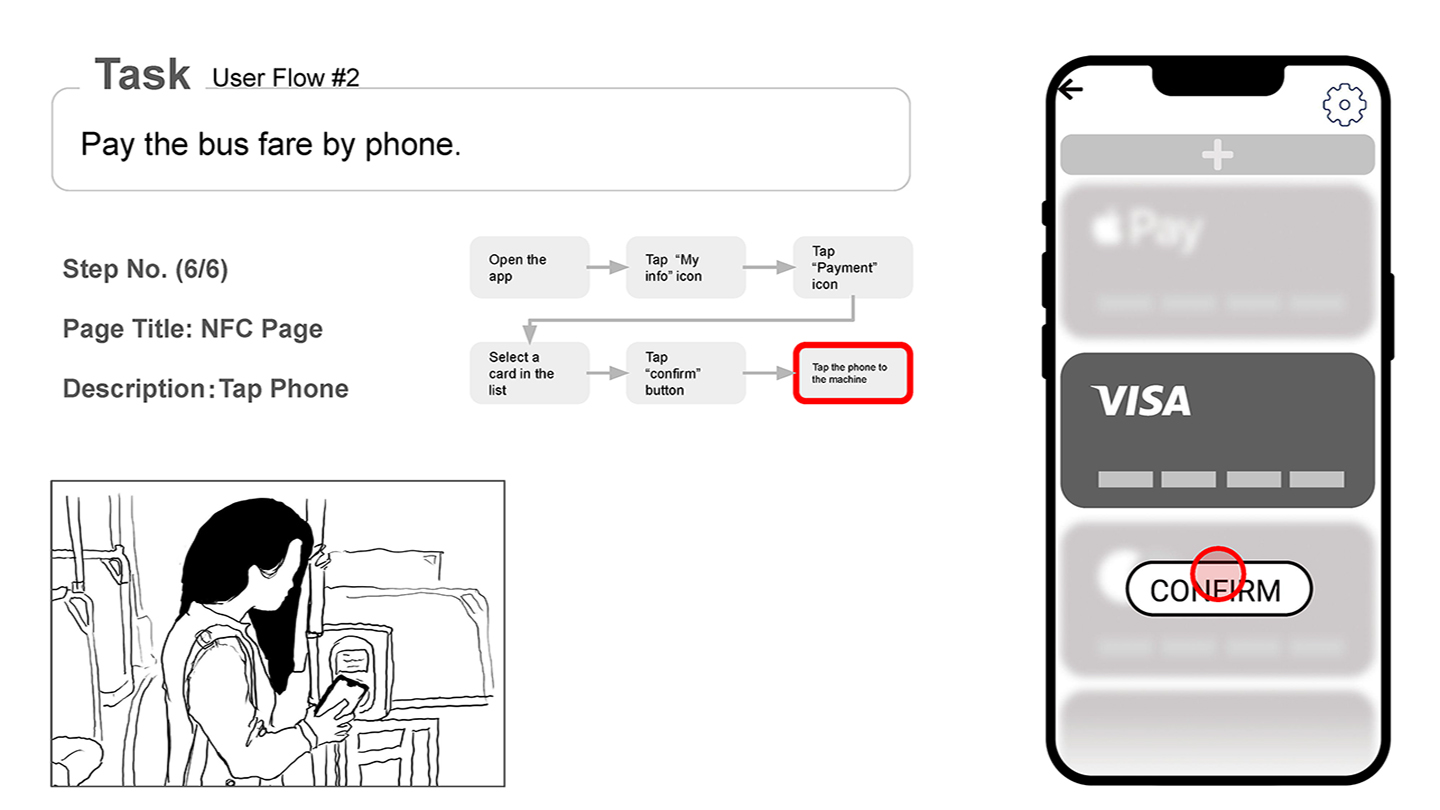 Task User Flow #2
Pay the bus fare by phone.
Step No. (6/6)
Page Title: NFC Page
Description: Tap Phone
Open the
app
Tap “My
info” icon
Tap
“Payment”
icon
Select a
card in the
list
Tap
“confirm”
button
Tap the phone to
the machine
Pay
VISA
CONFIRM